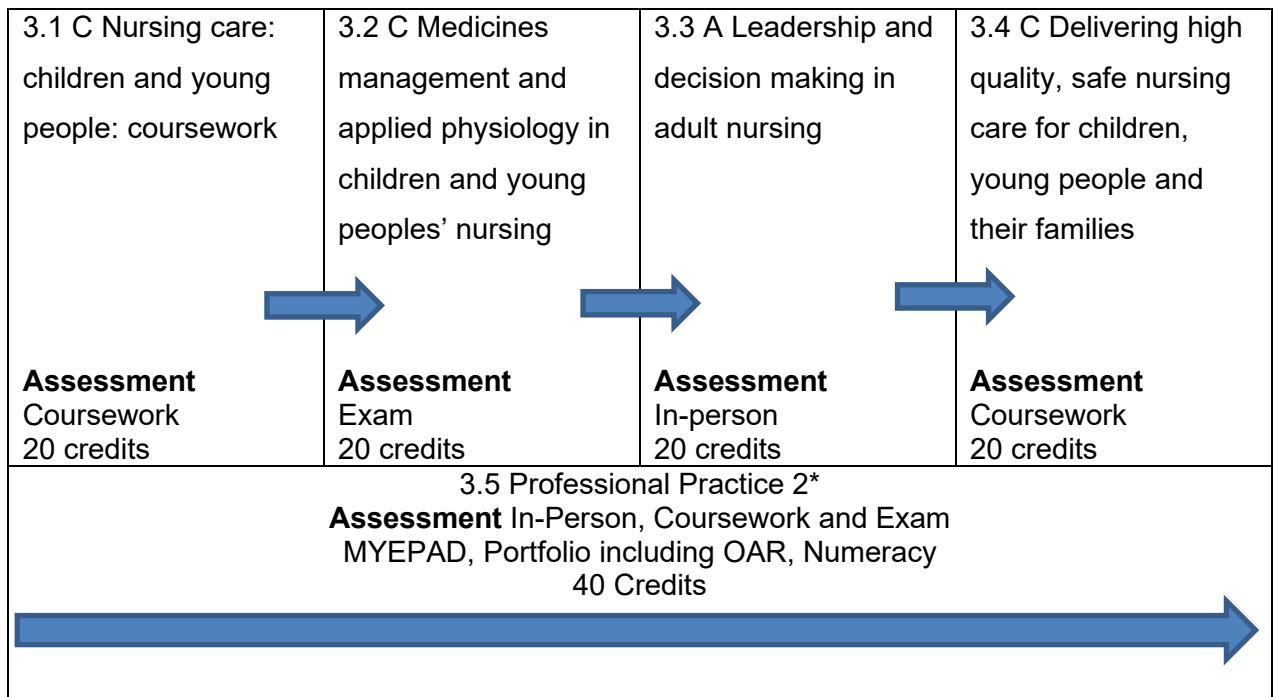 3.1 C Nursing care:
children and young
people: coursework
Assessment
Coursework
20 credits
3.2 C Medicines
management and
applied physiology in
children and young
peoples’ nursing
Assessment
Exam
20 credits
3.3 A Leadership and
decision making in
adult nursing
Assessment
In-person
20 credits
3.4 C Delivering high
quality, safe nursing
care for children,
young people and
their families
Assessment
Coursework
20 credits
3.5 Professional Practice 2*
Assessment In-Person, Coursework and Exam
MYEPAD, Portfolio including OAR, Numeracy
40 Credits